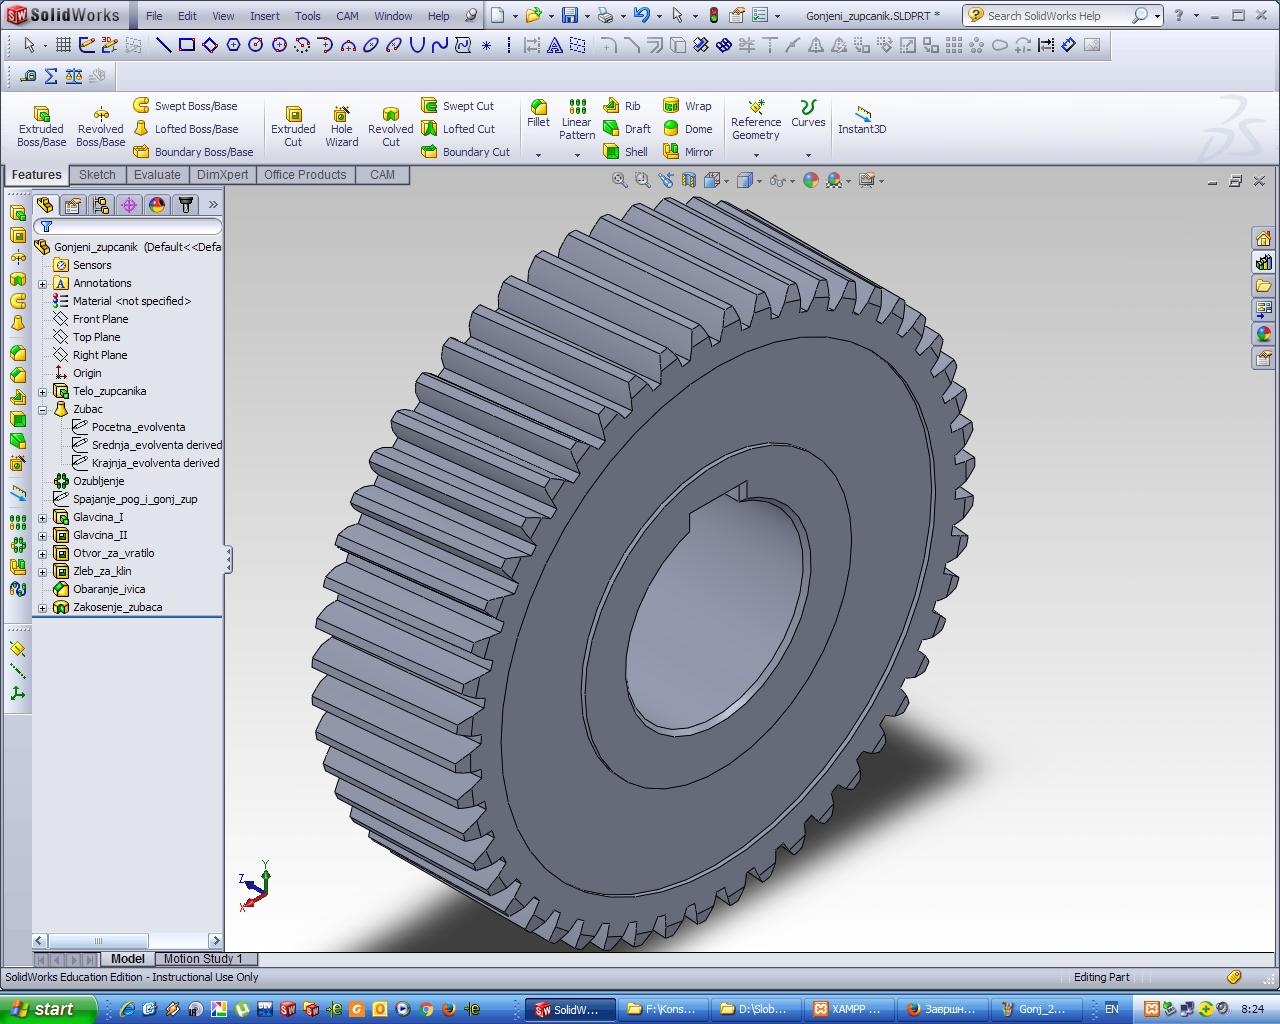 SolidWorks File Edit View Insert Tools CAM Window Help Gonjeni_zupcanik.SLDPRT * Search SolidWorks Help
Extruded Boss/Base
Revolved Boss/Base
Swept Boss/Base
Lofted Boss/Base
Boundary Boss/Base
Extruded Cut
Hole Wizard
Revolved Cut
Swept Cut
Lofted Cut
Boundary Cut
Fillet
Linear Pattern
Rib
Draft
Shell
Wrap
Dome
Mirror
Reference Geometry
Curves
Instant3D
Features Sketch Evaluate DimXpert Office Products CAM
Gonjeni_zupcanik (Default<<Defa
Sensors
Annotations
Material <not specified>
Front Plane
Top Plane
Right Plane
Origin
Telo_zupcanika
Zubac
Pocetna_evolventa
Srednja_evolventa derived
Krajnja_evolventa derived
Ozubljenje
Spajanje_pog_i_gonj_zup
Glavcina_I
Glavcina_II
Otvor_za_vratilo
Zleb_za_klin
Obaranje_ivica
Zakosenje_zubaca
Y
Z
X
Model Motion Study 1
SolidWorks Education Edition - Instructional Use Only Editing Part
start SolidW... F:\Kons... D:\Slob... XAMPP ... Завршн... Gonj_2... EN 8:24